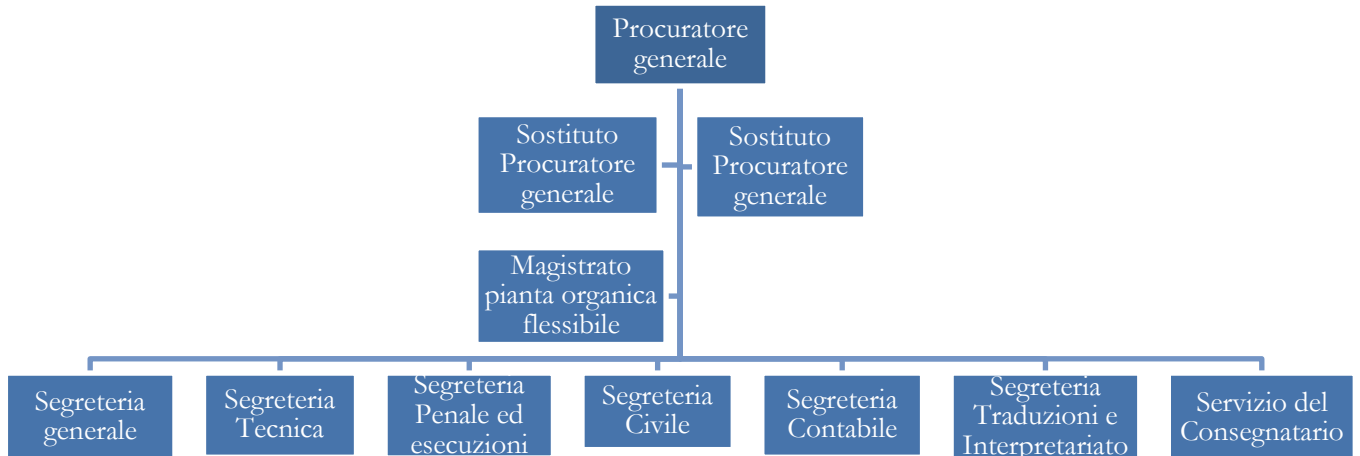 Procuratore
generale
Sostituto
Procuratore
generale
Sostituto
Procuratore
generale
Magistrato
pianta organica
flessibile
Segreteria
generale
Segreteria
Tecnica
Segreteria
Penale ed
esecuzioni
Segreteria
Civile
Segreteria
Contabile
Segreteria
Traduzioni e
Interpretariato
Servizio del
Consegnatario